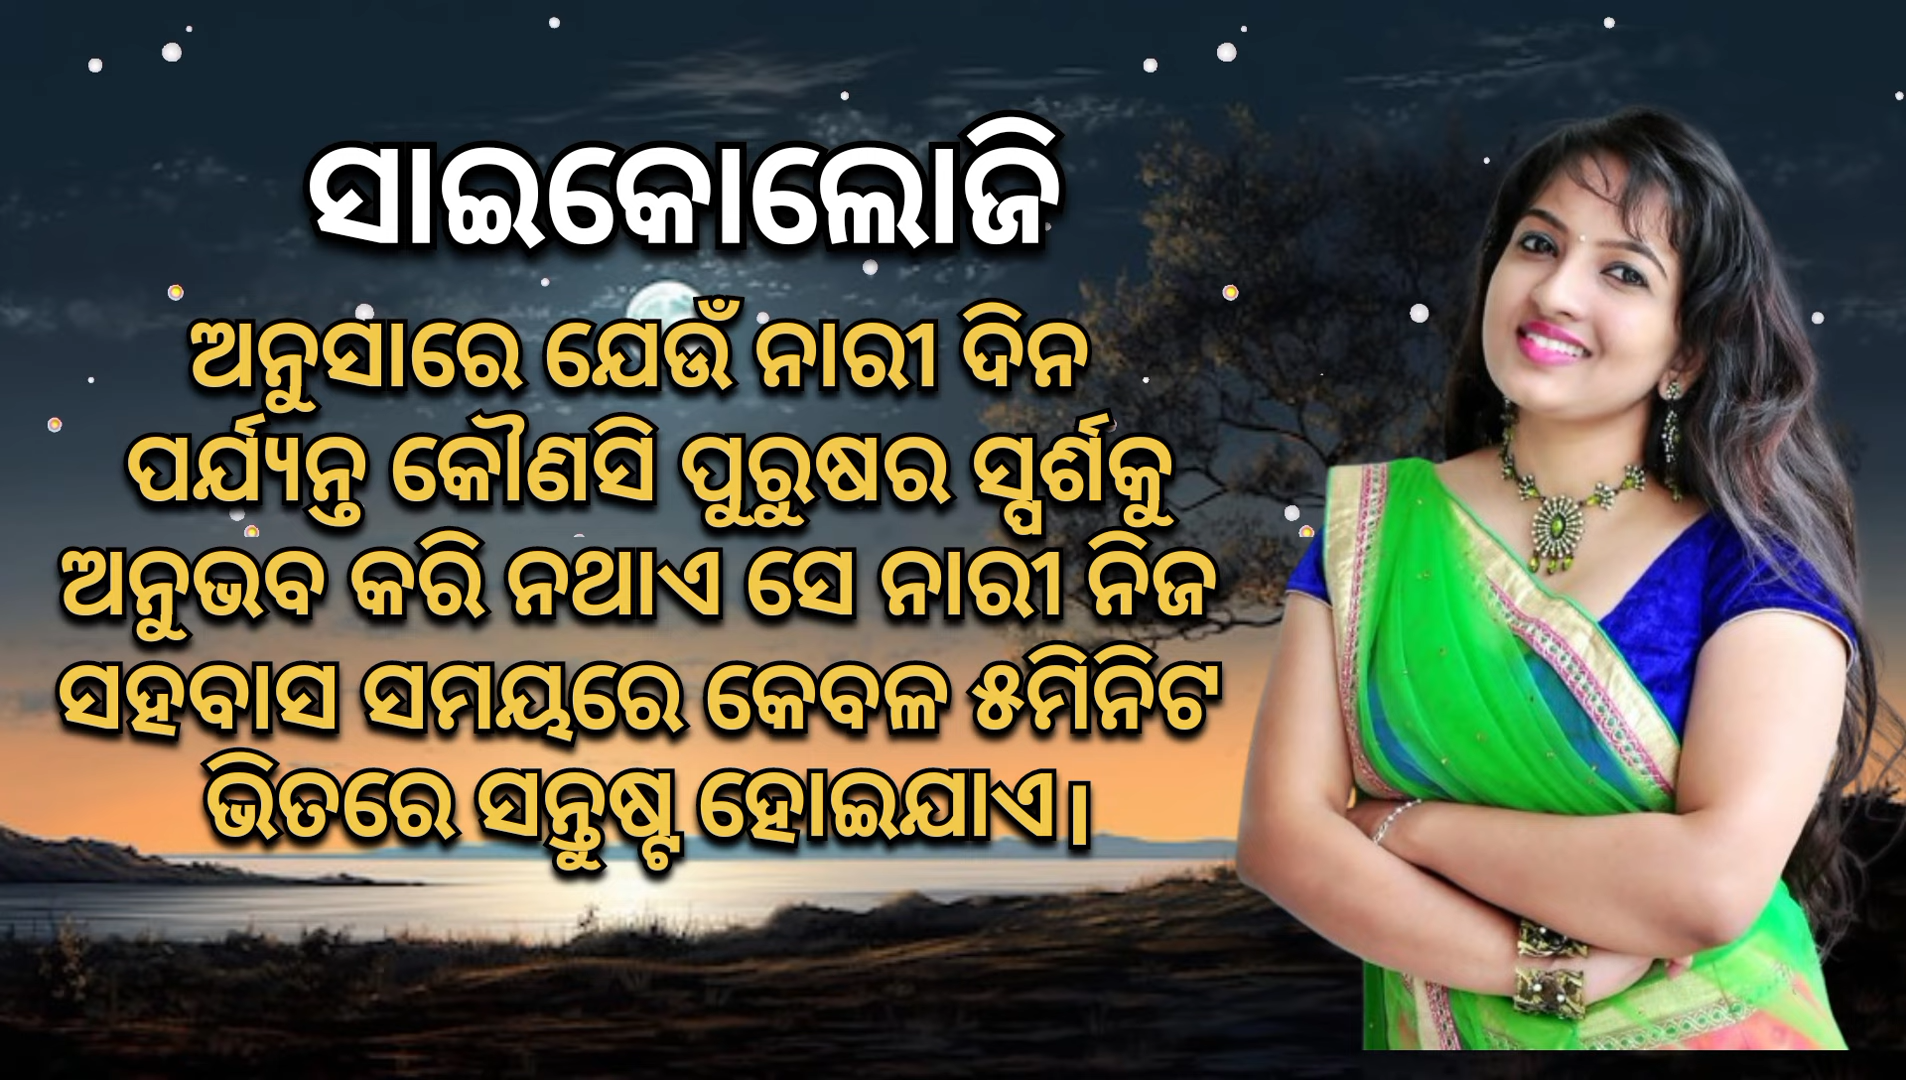 ସାଇକୋଲୋଜି
ଅନୁସାରେ ଯେଉଁ ନାରୀ ଦିନ
ପର୍ଯ୍ୟନ୍ତ କୌଣସି ପୁରୁଷର ସ୍ପର୍ଶକୁ
ଅନୁଭବ କରି ନଥାଏ ସେ ନାରୀ ନିଜ
ସହବାସ ସମୟରେ କେବଳ ୫ମିନିଟ
ଭିତରେ ସନ୍ତୁଷ୍ଟ ହୋଇଯାଏ।